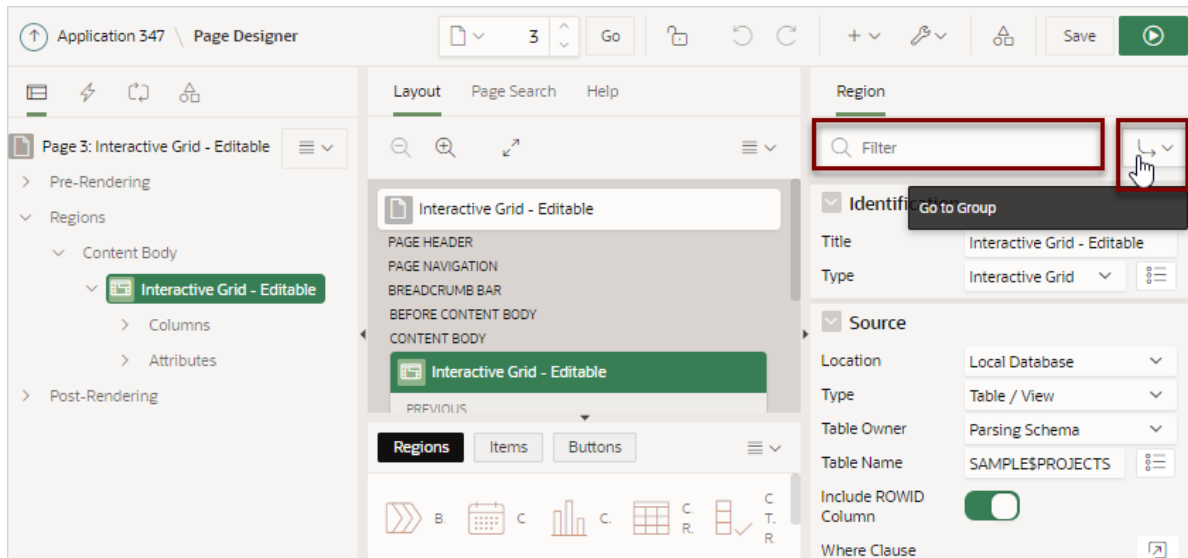 Application 347 \ Page Designer
3
Go
Save
Page 3: Interactive Grid - Editable
Pre-Rendering
Regions
Content Body
Interactive Grid - Editable
Columns
Attributes
Post-Rendering
Layout
Page Search
Help
Interactive Grid - Editable
PAGE HEADER
PAGE NAVIGATION
BREADCRUMB BAR
BEFORE CONTENT BODY
CONTENT BODY
Interactive Grid - Editable
PREVIOUS
Regions
Items
Buttons
B.
C
C.
C.
R.
C.
T.
R
Region
Filter
Go to Group
Title
Interactive Grid - Editable
Type
Interactive Grid
Source
Location
Local Database
Type
Table / View
Table Owner
Parsing Schema
Table Name
SAMPLE$PROJECTS
Include ROWID
Column
Where Clause